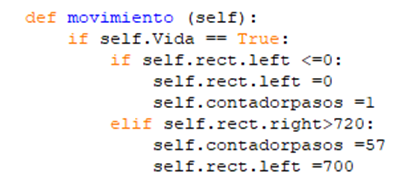 def movimiento (self):
    if self.Vida == True:
        if self.rect.left <=0:
            self.rect.left =0
            self.contadorpasos =1
        elif self.rect.right>720:
            self.contadorpasos =57
            self.rect.left =700